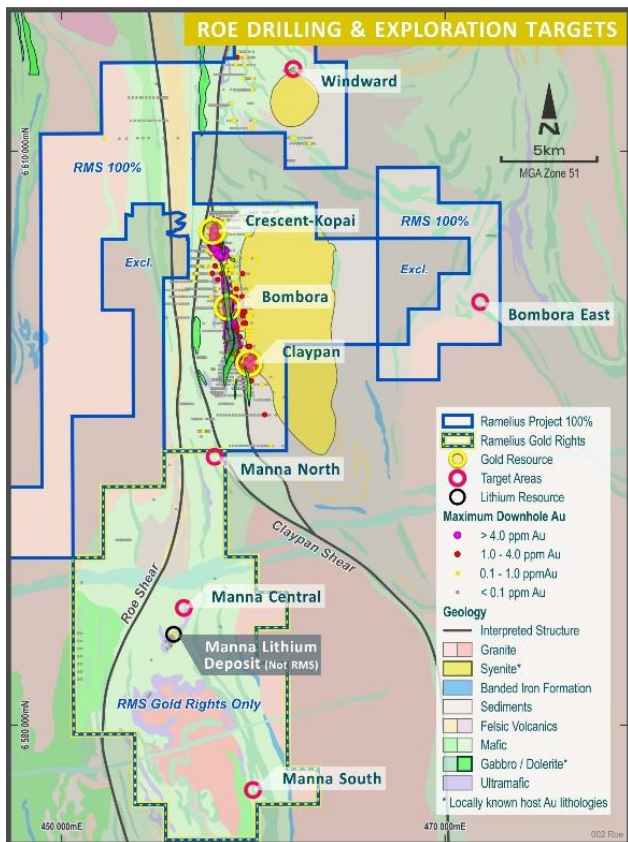 ROE DRILLING & EXPLORATION TARGETS
Windward
N
5km
MGA Zone 51
6 610 000mN
RMS 100%
RMS 100%
Crescent-Kopai
Excl.
Excl.
Bombora
Bombora East
Claypan
Manna North
Roe Shear
Claypan Shear
Manna Central
Manna Lithium
Deposit (Not RMS)
RMS Gold Rights Only
6 580 000mN
Manna South
450 000mE
470 000mE
Ramelius Project 100%
Ramelius Gold Rights
Gold Resource
Target Areas
Lithium Resource
Maximum Downhole Au
> 4.0 ppm Au
1.0 - 4.0 ppm Au
0.1 - 1.0 ppmAu
< 0.1 ppm Au
Geology
Interpreted Structure
Granite
Syenite*
Banded Iron Formation
Sediments
Felsic Volcanics
Mafic
Gabbro / Dolerite*
Ultramafic
* Locally known host Au lithologies
002 Roe